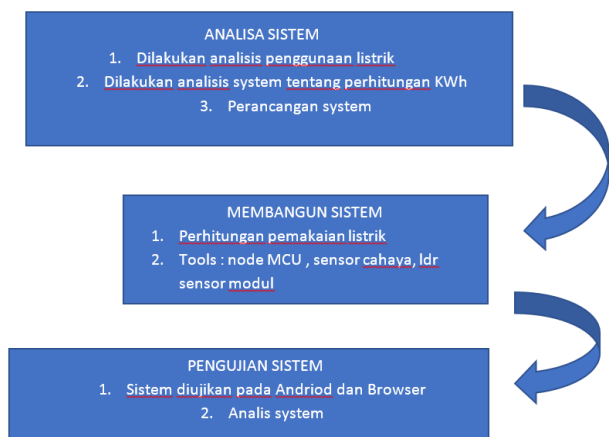 ANALISA SISTEM
1. Dilakukan analisis penggunaan listrik
2. Dilakukan analisis system tentang perhitungan KWh
3. Perancangan system
MEMBANGUN SISTEM
1. Perhitungan pemakaian listrik
2. Tools : node MCU , sensor cahaya, ldr
sensor modul
PENGUJIAN SISTEM
1. Sistem diujikan pada Andriod dan Browser
2. Analis system